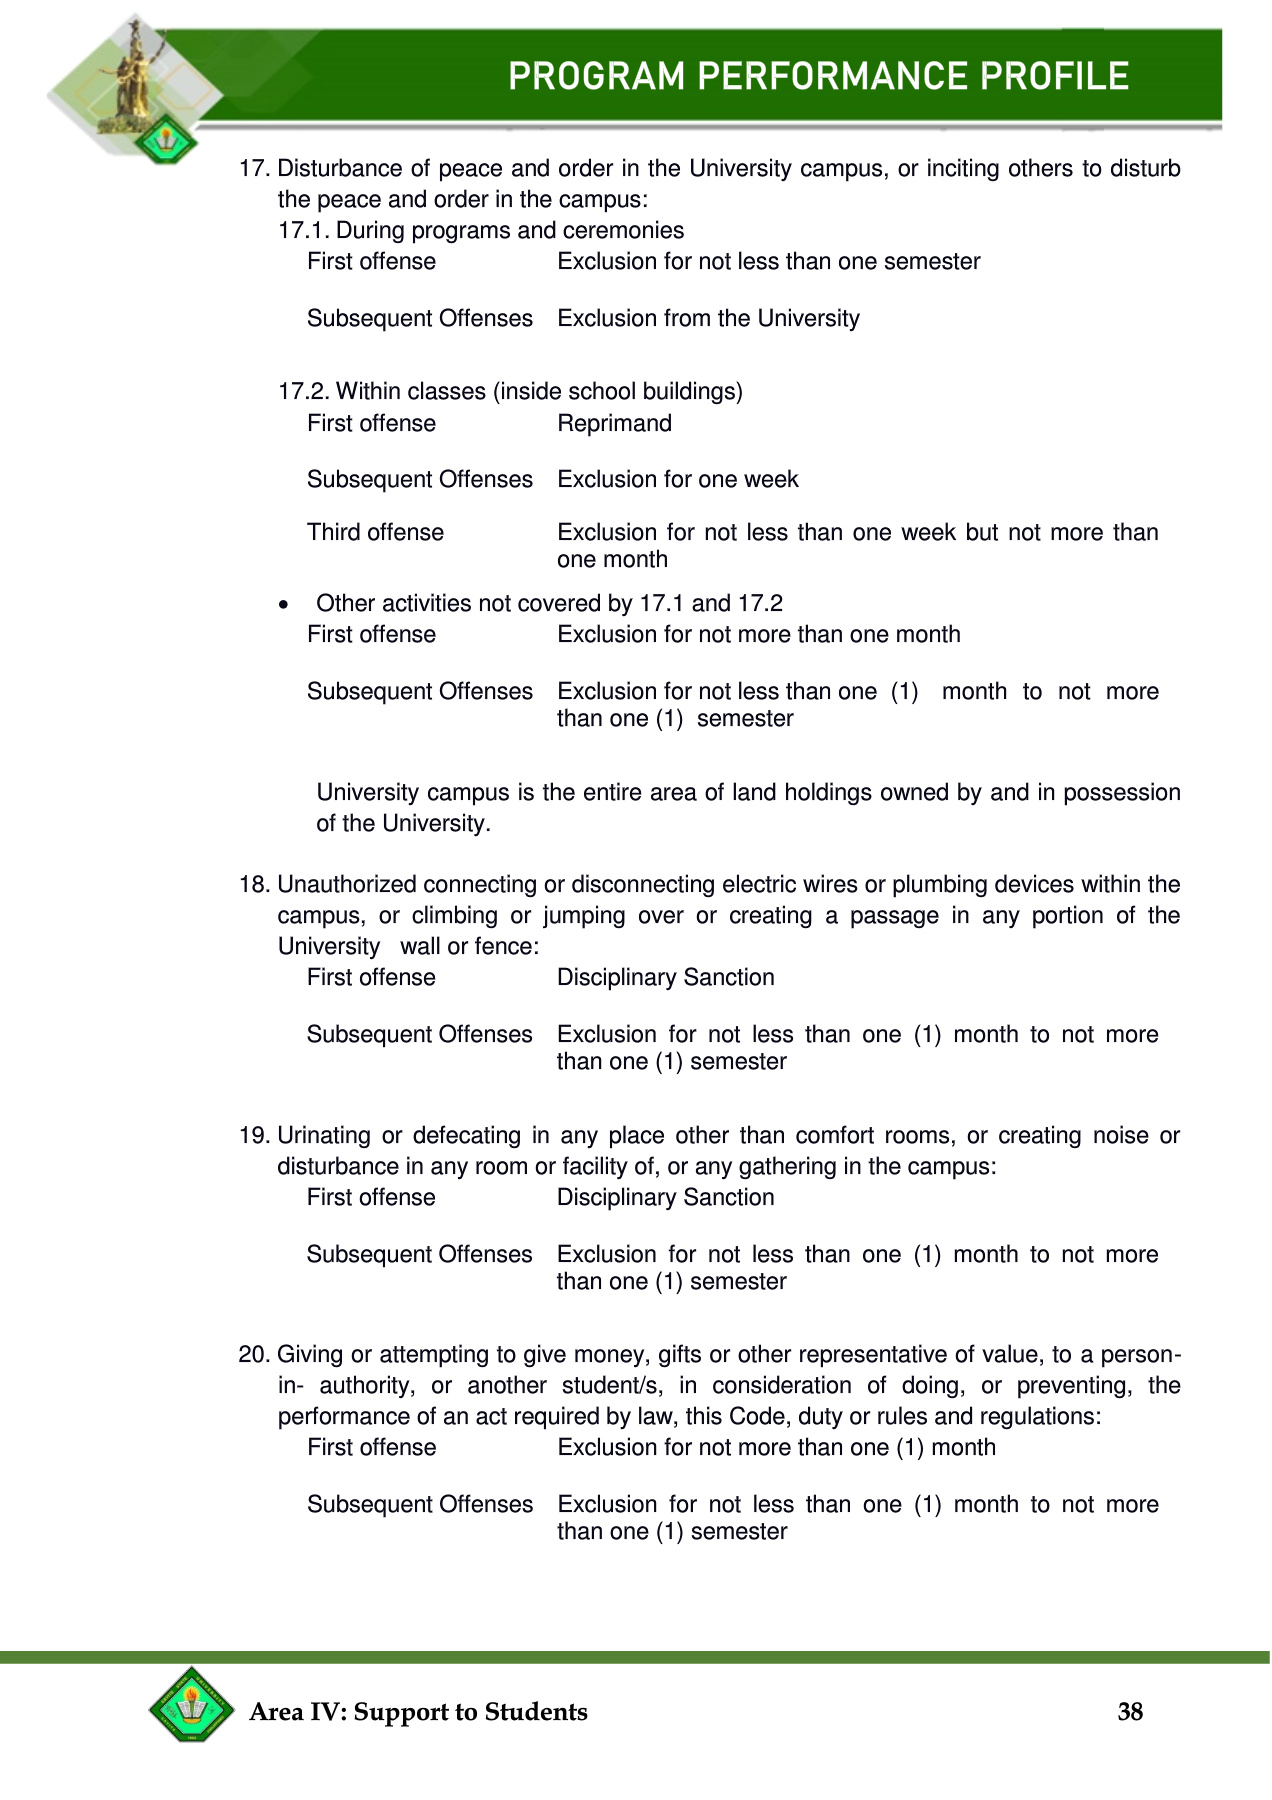 PROGRAM PERFORMANCE PROFILE
17. Disturbance of peace and order in the University campus, or inciting others to disturb
the peace and order in the campus:
17.1. During programs and ceremonies
First offense Exclusion for not less than one semester
Subsequent Offenses Exclusion from the University
17.2. Within classes (inside school buildings)
First offense Reprimand
Subsequent Offenses Exclusion for one week
Third offense Exclusion for not less than one week but not more than
one month
• Other activities not covered by 17.1 and 17.2
First offense Exclusion for not more than one month
Subsequent Offenses Exclusion for not less than one (1) month to not more
than one (1) semester
University campus is the entire area of land holdings owned by and in possession
of the University.
18. Unauthorized connecting or disconnecting electric wires or plumbing devices within the
campus, or climbing or jumping over or creating a passage in any portion of the
University wall or fence:
First offense Disciplinary Sanction
Subsequent Offenses Exclusion for not less than one (1) month to not more
than one (1) semester
19. Urinating or defecating in any place other than comfort rooms, or creating noise or
disturbance in any room or facility of, or any gathering in the campus:
First offense Disciplinary Sanction
Subsequent Offenses Exclusion for not less than one (1) month to not more
than one (1) semester
20. Giving or attempting to give money, gifts or other representative of value, to a person-
in- authority, or another student/s, in consideration of doing, or preventing, the
performance of an act required by law, this Code, duty or rules and regulations:
First offense Exclusion for not more than one (1) month
Subsequent Offenses Exclusion for not less than one (1) month to not more
than one (1) semester
Area IV: Support to Students 38